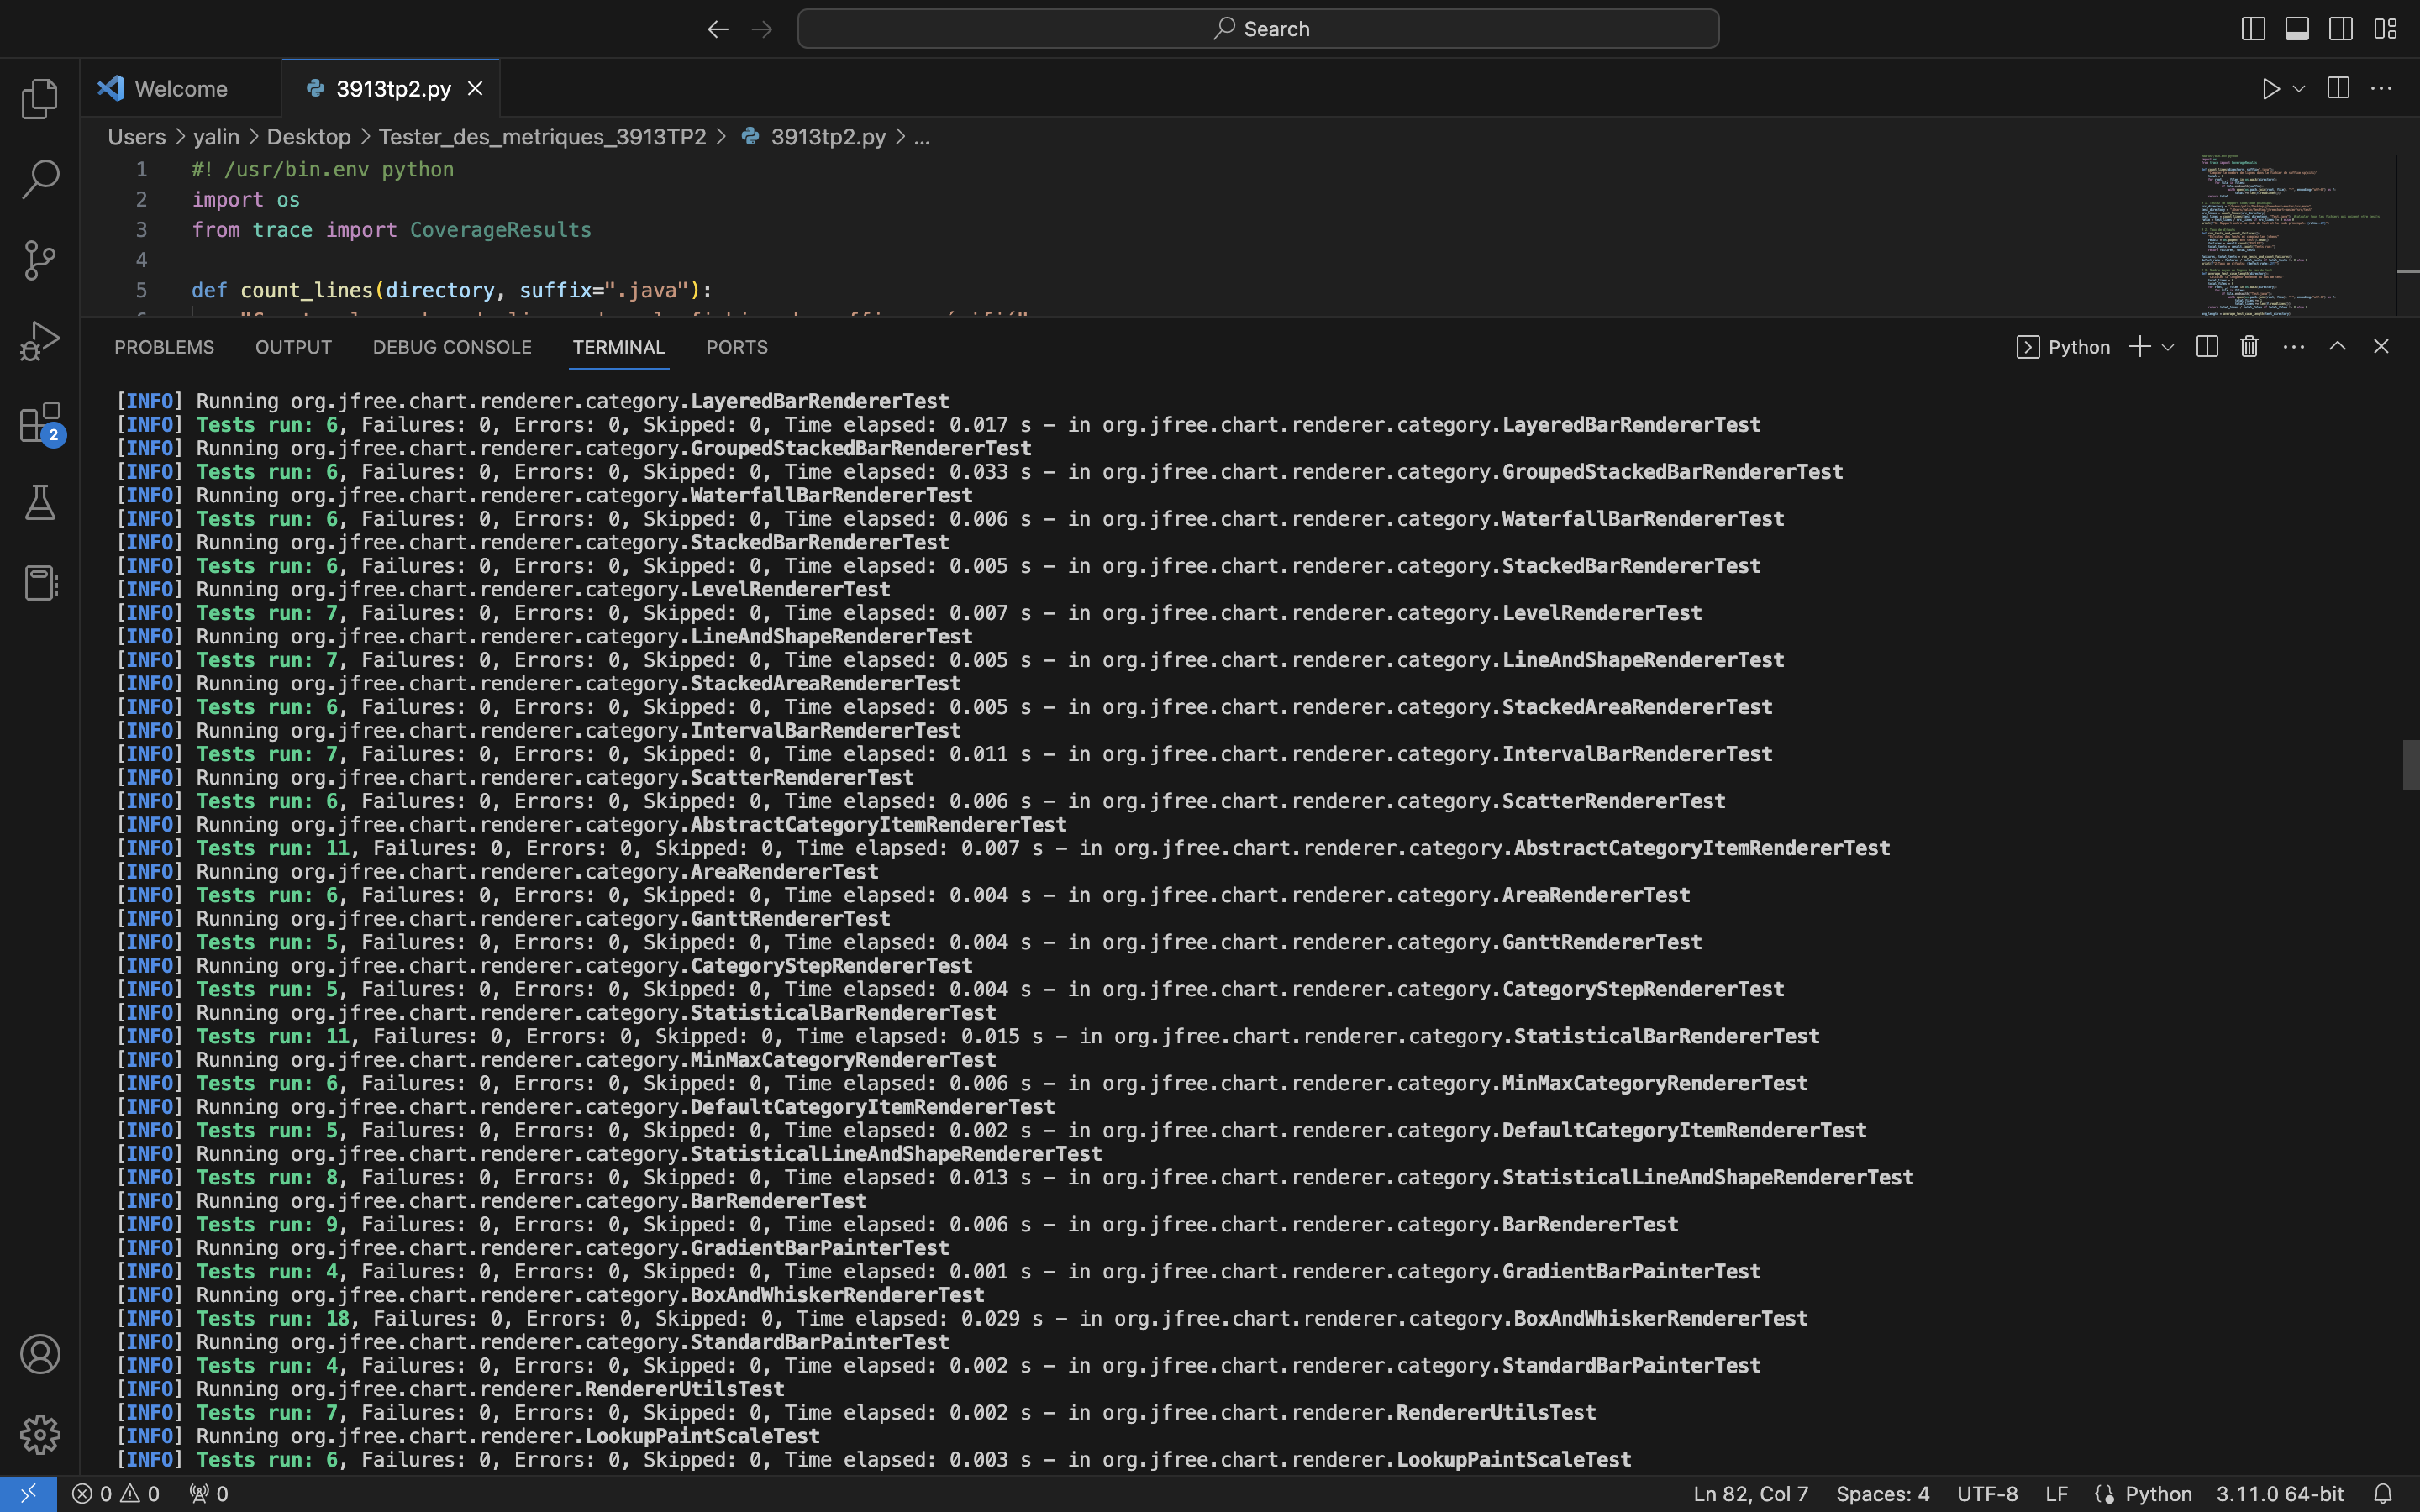 Search
Welcome
3913tp2.py
Users > yalin > Desktop > Tester_des_metriques_3913TP2 > 3913tp2.py > ...
1 #! /usr/bin.env python
2 import os
3 from trace import CoverageResults
4
5 def count_lines(directory, suffix=".java"):
PROBLEMS OUTPUT DEBUG CONSOLE TERMINAL PORTS Python
[INFO] Running org.jfree.chart.renderer.category.LayeredBarRendererTest
[INFO] Tests run: 6, Failures: 0, Errors: 0, Skipped: 0, Time elapsed: 0.017 s - in org.jfree.chart.renderer.category.LayeredBarRendererTest
[INFO] Running org.jfree.chart.renderer.category.GroupedStackedBarRendererTest
[INFO] Tests run: 6, Failures: 0, Errors: 0, Skipped: 0, Time elapsed: 0.033 s - in org.jfree.chart.renderer.category.GroupedStackedBarRendererTest
[INFO] Running org.jfree.chart.renderer.category.WaterfallBarRendererTest
[INFO] Tests run: 6, Failures: 0, Errors: 0, Skipped: 0, Time elapsed: 0.006 s - in org.jfree.chart.renderer.category.WaterfallBarRendererTest
[INFO] Running org.jfree.chart.renderer.category.StackedBarRendererTest
[INFO] Tests run: 6, Failures: 0, Errors: 0, Skipped: 0, Time elapsed: 0.005 s - in org.jfree.chart.renderer.category.StackedBarRendererTest
[INFO] Running org.jfree.chart.renderer.category.LevelRendererTest
[INFO] Tests run: 7, Failures: 0, Errors: 0, Skipped: 0, Time elapsed: 0.007 s - in org.jfree.chart.renderer.category.LevelRendererTest
[INFO] Running org.jfree.chart.renderer.category.LineAndShapeRendererTest
[INFO] Tests run: 7, Failures: 0, Errors: 0, Skipped: 0, Time elapsed: 0.005 s - in org.jfree.chart.renderer.category.LineAndShapeRendererTest
[INFO] Running org.jfree.chart.renderer.category.StackedAreaRendererTest
[INFO] Tests run: 6, Failures: 0, Errors: 0, Skipped: 0, Time elapsed: 0.005 s - in org.jfree.chart.renderer.category.StackedAreaRendererTest
[INFO] Running org.jfree.chart.renderer.category.IntervalBarRendererTest
[INFO] Tests run: 7, Failures: 0, Errors: 0, Skipped: 0, Time elapsed: 0.011 s - in org.jfree.chart.renderer.category.IntervalBarRendererTest
[INFO] Running org.jfree.chart.renderer.category.ScatterRendererTest
[INFO] Tests run: 6, Failures: 0, Errors: 0, Skipped: 0, Time elapsed: 0.006 s - in org.jfree.chart.renderer.category.ScatterRendererTest
[INFO] Running org.jfree.chart.renderer.category.AbstractCategoryItemRendererTest
[INFO] Tests run: 11, Failures: 0, Errors: 0, Skipped: 0, Time elapsed: 0.007 s - in org.jfree.chart.renderer.category.AbstractCategoryItemRendererTest
[INFO] Running org.jfree.chart.renderer.category.AreaRendererTest
[INFO] Tests run: 6, Failures: 0, Errors: 0, Skipped: 0, Time elapsed: 0.004 s - in org.jfree.chart.renderer.category.AreaRendererTest
[INFO] Running org.jfree.chart.renderer.category.GanttRendererTest
[INFO] Tests run: 5, Failures: 0, Errors: 0, Skipped: 0, Time elapsed: 0.004 s - in org.jfree.chart.renderer.category.GanttRendererTest
[INFO] Running org.jfree.chart.renderer.category.CategoryStepRendererTest
[INFO] Tests run: 5, Failures: 0, Errors: 0, Skipped: 0, Time elapsed: 0.004 s - in org.jfree.chart.renderer.category.CategoryStepRendererTest
[INFO] Running org.jfree.chart.renderer.category.StatisticalBarRendererTest
[INFO] Tests run: 11, Failures: 0, Errors: 0, Skipped: 0, Time elapsed: 0.015 s - in org.jfree.chart.renderer.category.StatisticalBarRendererTest
[INFO] Running org.jfree.chart.renderer.category.MinMaxCategoryRendererTest
[INFO] Tests run: 6, Failures: 0, Errors: 0, Skipped: 0, Time elapsed: 0.006 s - in org.jfree.chart.renderer.category.MinMaxCategoryRendererTest
[INFO] Running org.jfree.chart.renderer.category.DefaultCategoryItemRendererTest
[INFO] Tests run: 5, Failures: 0, Errors: 0, Skipped: 0, Time elapsed: 0.002 s - in org.jfree.chart.renderer.category.DefaultCategoryItemRendererTest
[INFO] Running org.jfree.chart.renderer.category.StatisticalLineAndShapeRendererTest
[INFO] Tests run: 8, Failures: 0, Errors: 0, Skipped: 0, Time elapsed: 0.013 s - in org.jfree.chart.renderer.category.StatisticalLineAndShapeRendererTest
[INFO] Running org.jfree.chart.renderer.category.BarRendererTest
[INFO] Tests run: 9, Failures: 0, Errors: 0, Skipped: 0, Time elapsed: 0.006 s - in org.jfree.chart.renderer.category.BarRendererTest
[INFO] Running org.jfree.chart.renderer.category.GradientBarPainterTest
[INFO] Tests run: 4, Failures: 0, Errors: 0, Skipped: 0, Time elapsed: 0.001 s - in org.jfree.chart.renderer.category.GradientBarPainterTest
[INFO] Running org.jfree.chart.renderer.category.BoxAndWhiskerRendererTest
[INFO] Tests run: 18, Failures: 0, Errors: 0, Skipped: 0, Time elapsed: 0.029 s - in org.jfree.chart.renderer.category.BoxAndWhiskerRendererTest
[INFO] Running org.jfree.chart.renderer.category.StandardBarPainterTest
[INFO] Tests run: 4, Failures: 0, Errors: 0, Skipped: 0, Time elapsed: 0.002 s - in org.jfree.chart.renderer.category.StandardBarPainterTest
[INFO] Running org.jfree.chart.renderer.RendererUtilsTest
[INFO] Tests run: 7, Failures: 0, Errors: 0, Skipped: 0, Time elapsed: 0.002 s - in org.jfree.chart.renderer.RendererUtilsTest
[INFO] Running org.jfree.chart.renderer.LookupPaintScaleTest
[INFO] Tests run: 6, Failures: 0, Errors: 0, Skipped: 0, Time elapsed: 0.003 s - in org.jfree.chart.renderer.LookupPaintScaleTest
2
0 0 0 Ln 82, Col 7 Spaces: 4 UTF-8 LF Python 3.11.0 64-bit